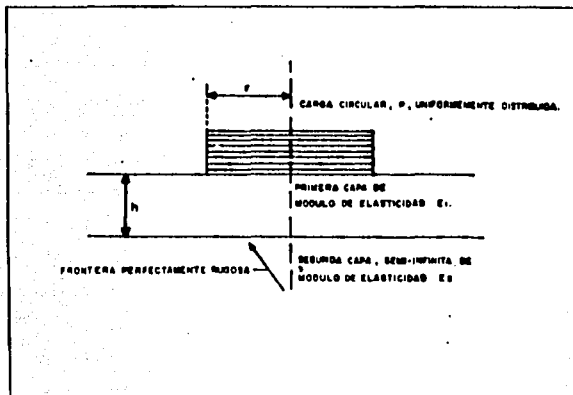 r
CARGA CIRCULAR, P, UNIFORMEMENTE DISTRIBUIDA.
h
PRIMERA CAPA DE
MODULO DE ELASTICIDAD E1.
FRONTERA PERFECTAMENTE RUGOSA
SEGUNDA CAPA, SEMI-INFINITA, DE
MODULO DE ELASTICIDAD E2